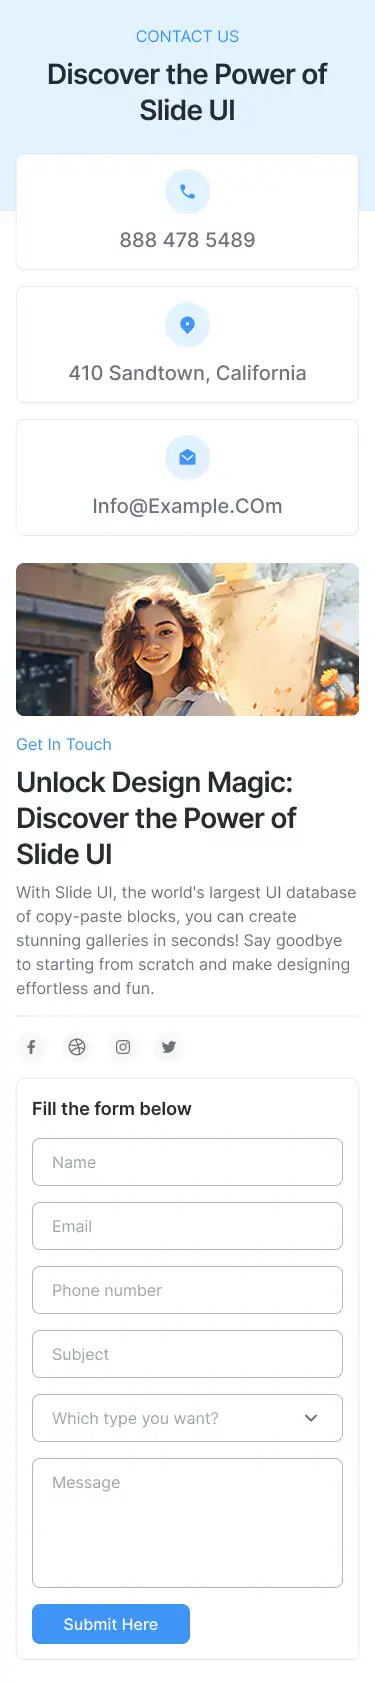 CONTACT US
Discover the Power of
Slide UI
888 478 5489
410 Sandtown, California
Info@Example.COm
Get In Touch
Unlock Design Magic:
Discover the Power of
Slide UI
With Slide UI, the world's largest UI database
of copy-paste blocks, you can create
stunning galleries in seconds! Say goodbye
to starting from scratch and make designing
effortless and fun.
Fill the form below
Name
Email
Phone number
Subject
Which type you want?
Message
Submit Here